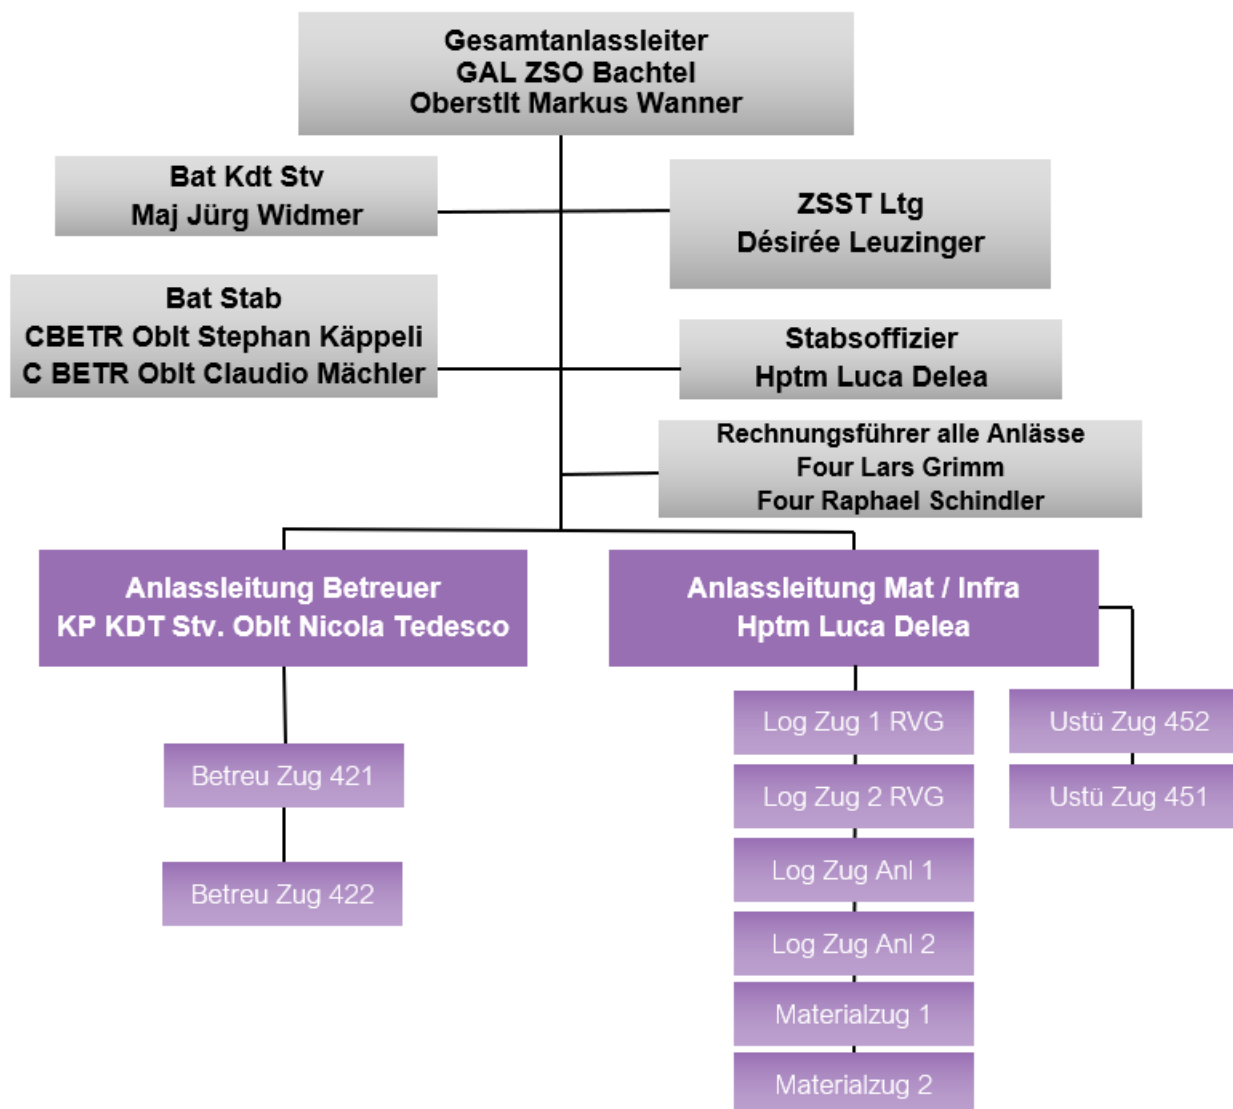 Gesamtanlassleiter
GAL ZSO Bachtel
Oberstlt Markus Wanner
Bat Kdt Stv
Maj Jürg Widmer
ZSST Ltg
Désirée Leuzinger
Bat Stab
CBETR Oblt Stephan Käppeli
C BETR Oblt Claudio Mächler
Stabsoffizier
Hptm Luca Delea
Rechnungsführer alle Anlässe
Four Lars Grimm
Four Raphael Schindler
Anlassleitung Betreuer
KP KDT Stv. Oblt Nicola Tedesco
Anlassleitung Mat / Infra
Hptm Luca Delea
Betreu Zug 421
Betreu Zug 422
Log Zug 1 RVG
Log Zug 2 RVG
Log Zug Anl 1
Log Zug Anl 2
Materialzug 1
Materialzug 2
Ustü Zug 452
Ustü Zug 451